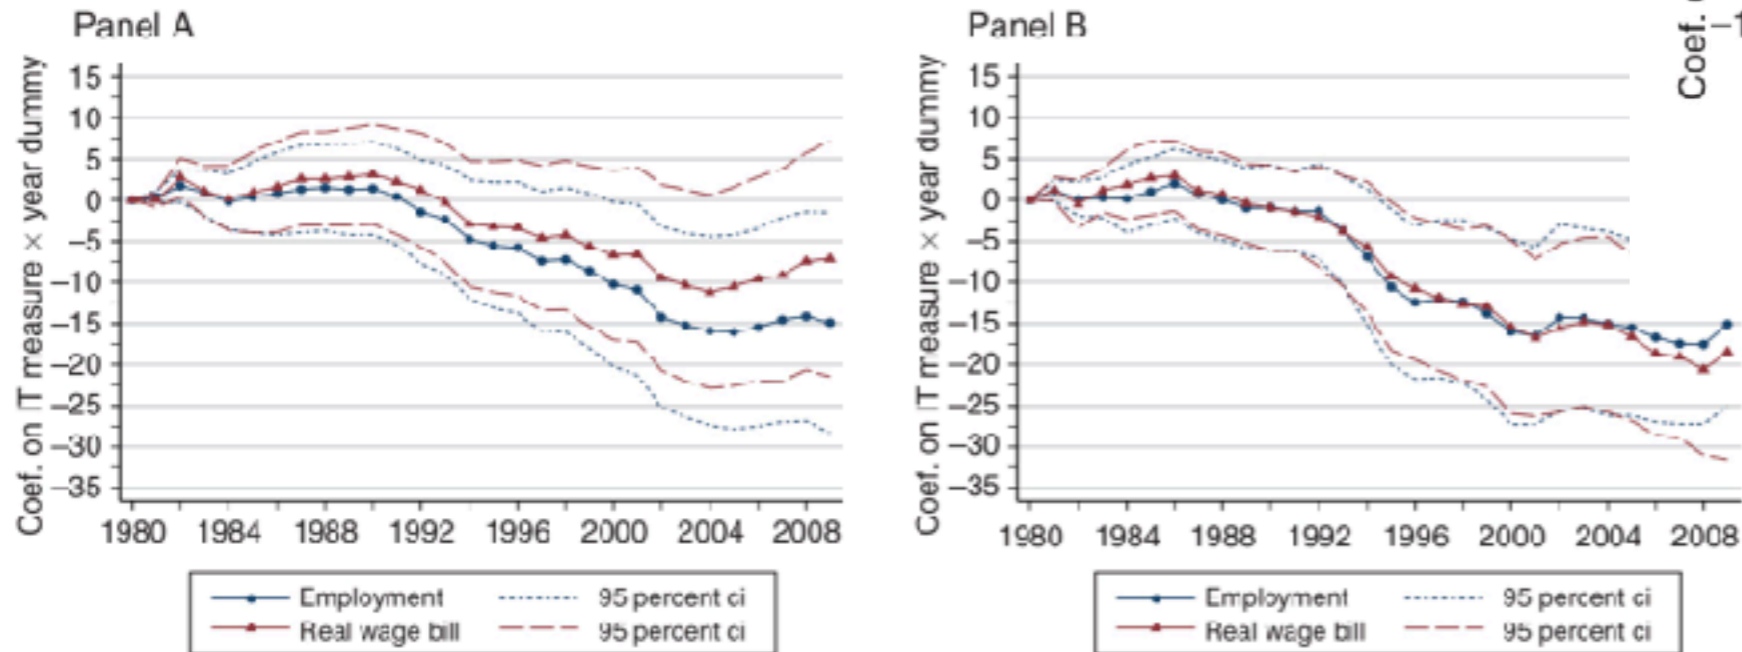 Panel A
Coef. on IT measure × year dummy
15
10
5
0
−5
−10
−15
−20
−25
−30
−35
1980 1984 1988 1992 1996 2000 2004 2008
Employment 95 percent ci
Real wage bill 95 percent ci
Panel B
Coef. on IT measure × year dummy
15
10
5
0
−5
−10
−15
−20
−25
−30
−35
1980 1984 1988 1992 1996 2000 2004 2008
Employment 95 percent ci
Real wage bill 95 percent ci
Coef.
−1